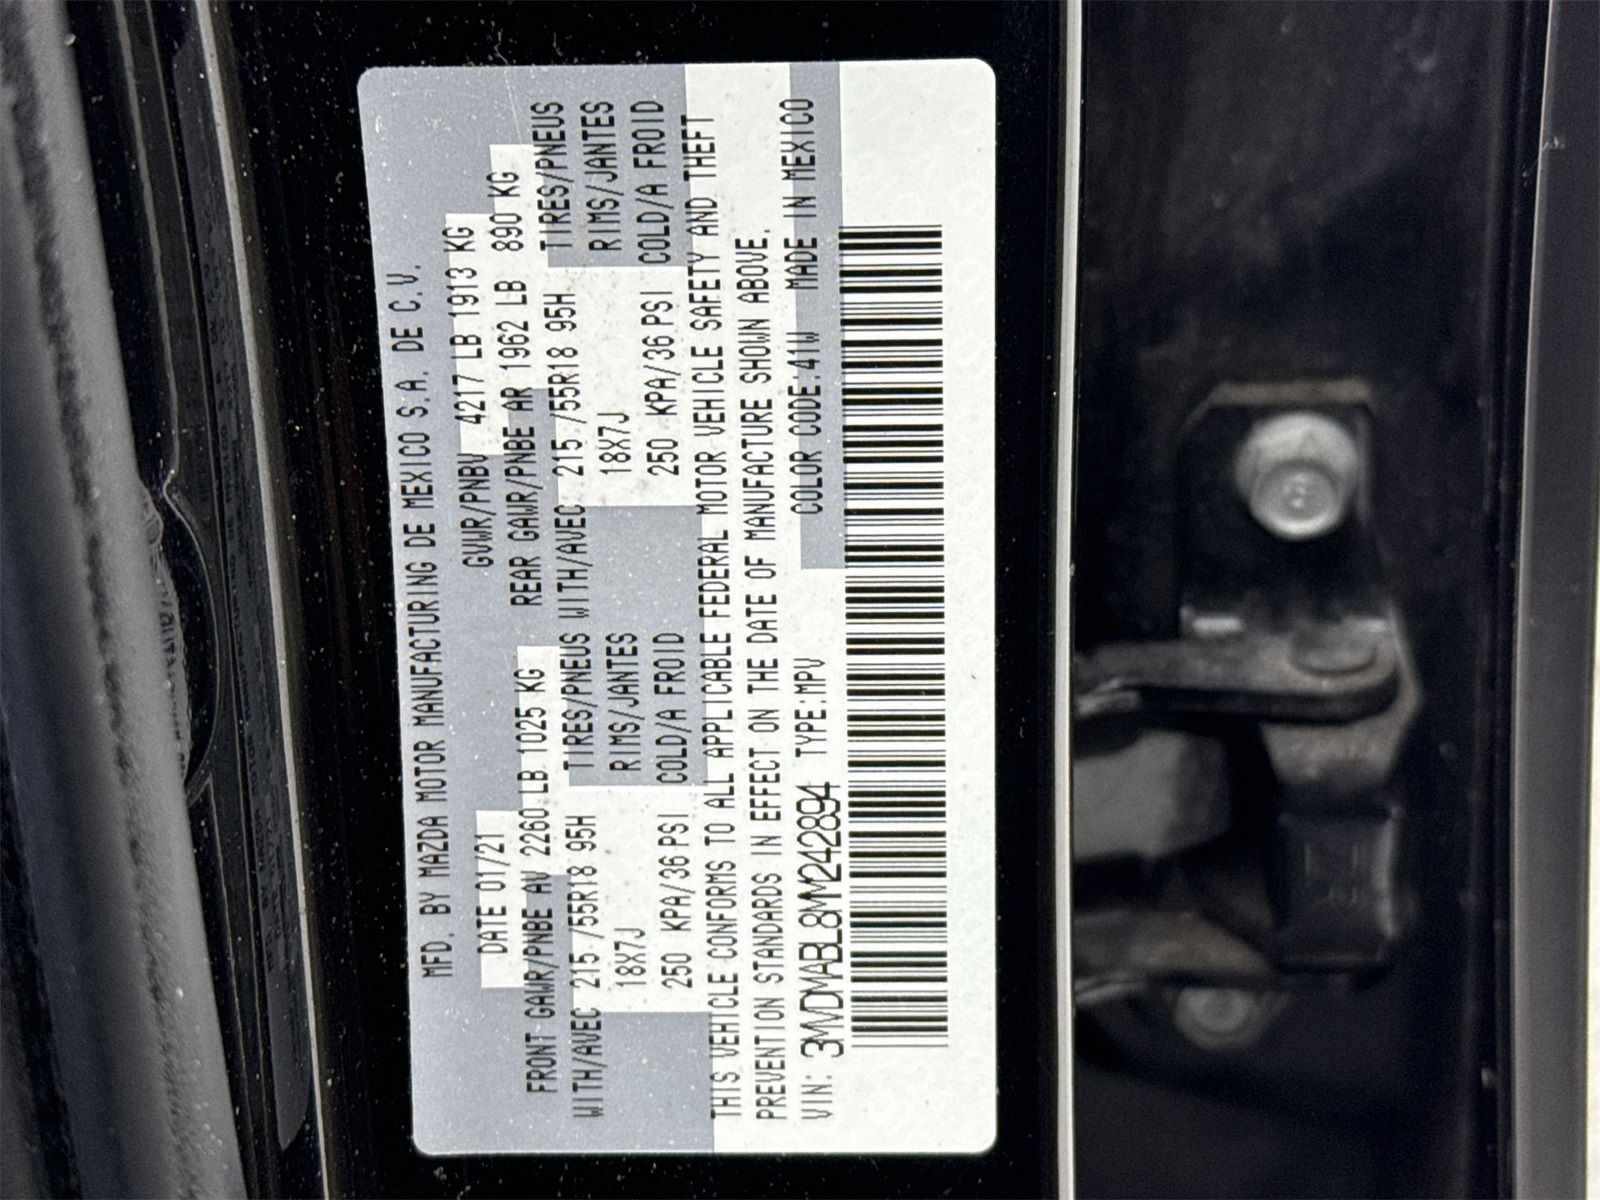 MFD. BY MAZDA MOTOR MANUFACTURING DE MEXICO S.A. DE C.V.
DATE 01/21 GVWR/PNBV 4217 LB 1913 KG
FRONT GAWR/PNBE AV 2260 LB 1025 KG REAR GAWR/PNBE AR 1962 LB 890 KG
WITH/AVEC 215 /55R18 95H TIRES/PNEUS WITH/AVEC 215 /55R18 95H TIRES/PNEUS
18X7J RIMS/JANTES 18X7J RIMS/JANTES
250 KPA/36 PSI COLD/A FROID 250 KPA/36 PSI COLD/A FROID
THIS VEHICLE CONFORMS TO ALL APPLICABLE FEDERAL MOTOR VEHICLE SAFETY AND THEFT
PREVENTION STANDARDS IN EFFECT ON THE DATE OF MANUFACTURE SHOWN ABOVE.
VIN: 3MVDMABL8MM242894 TYPE:MPV COLOR CODE:41W MADE IN MEXICO